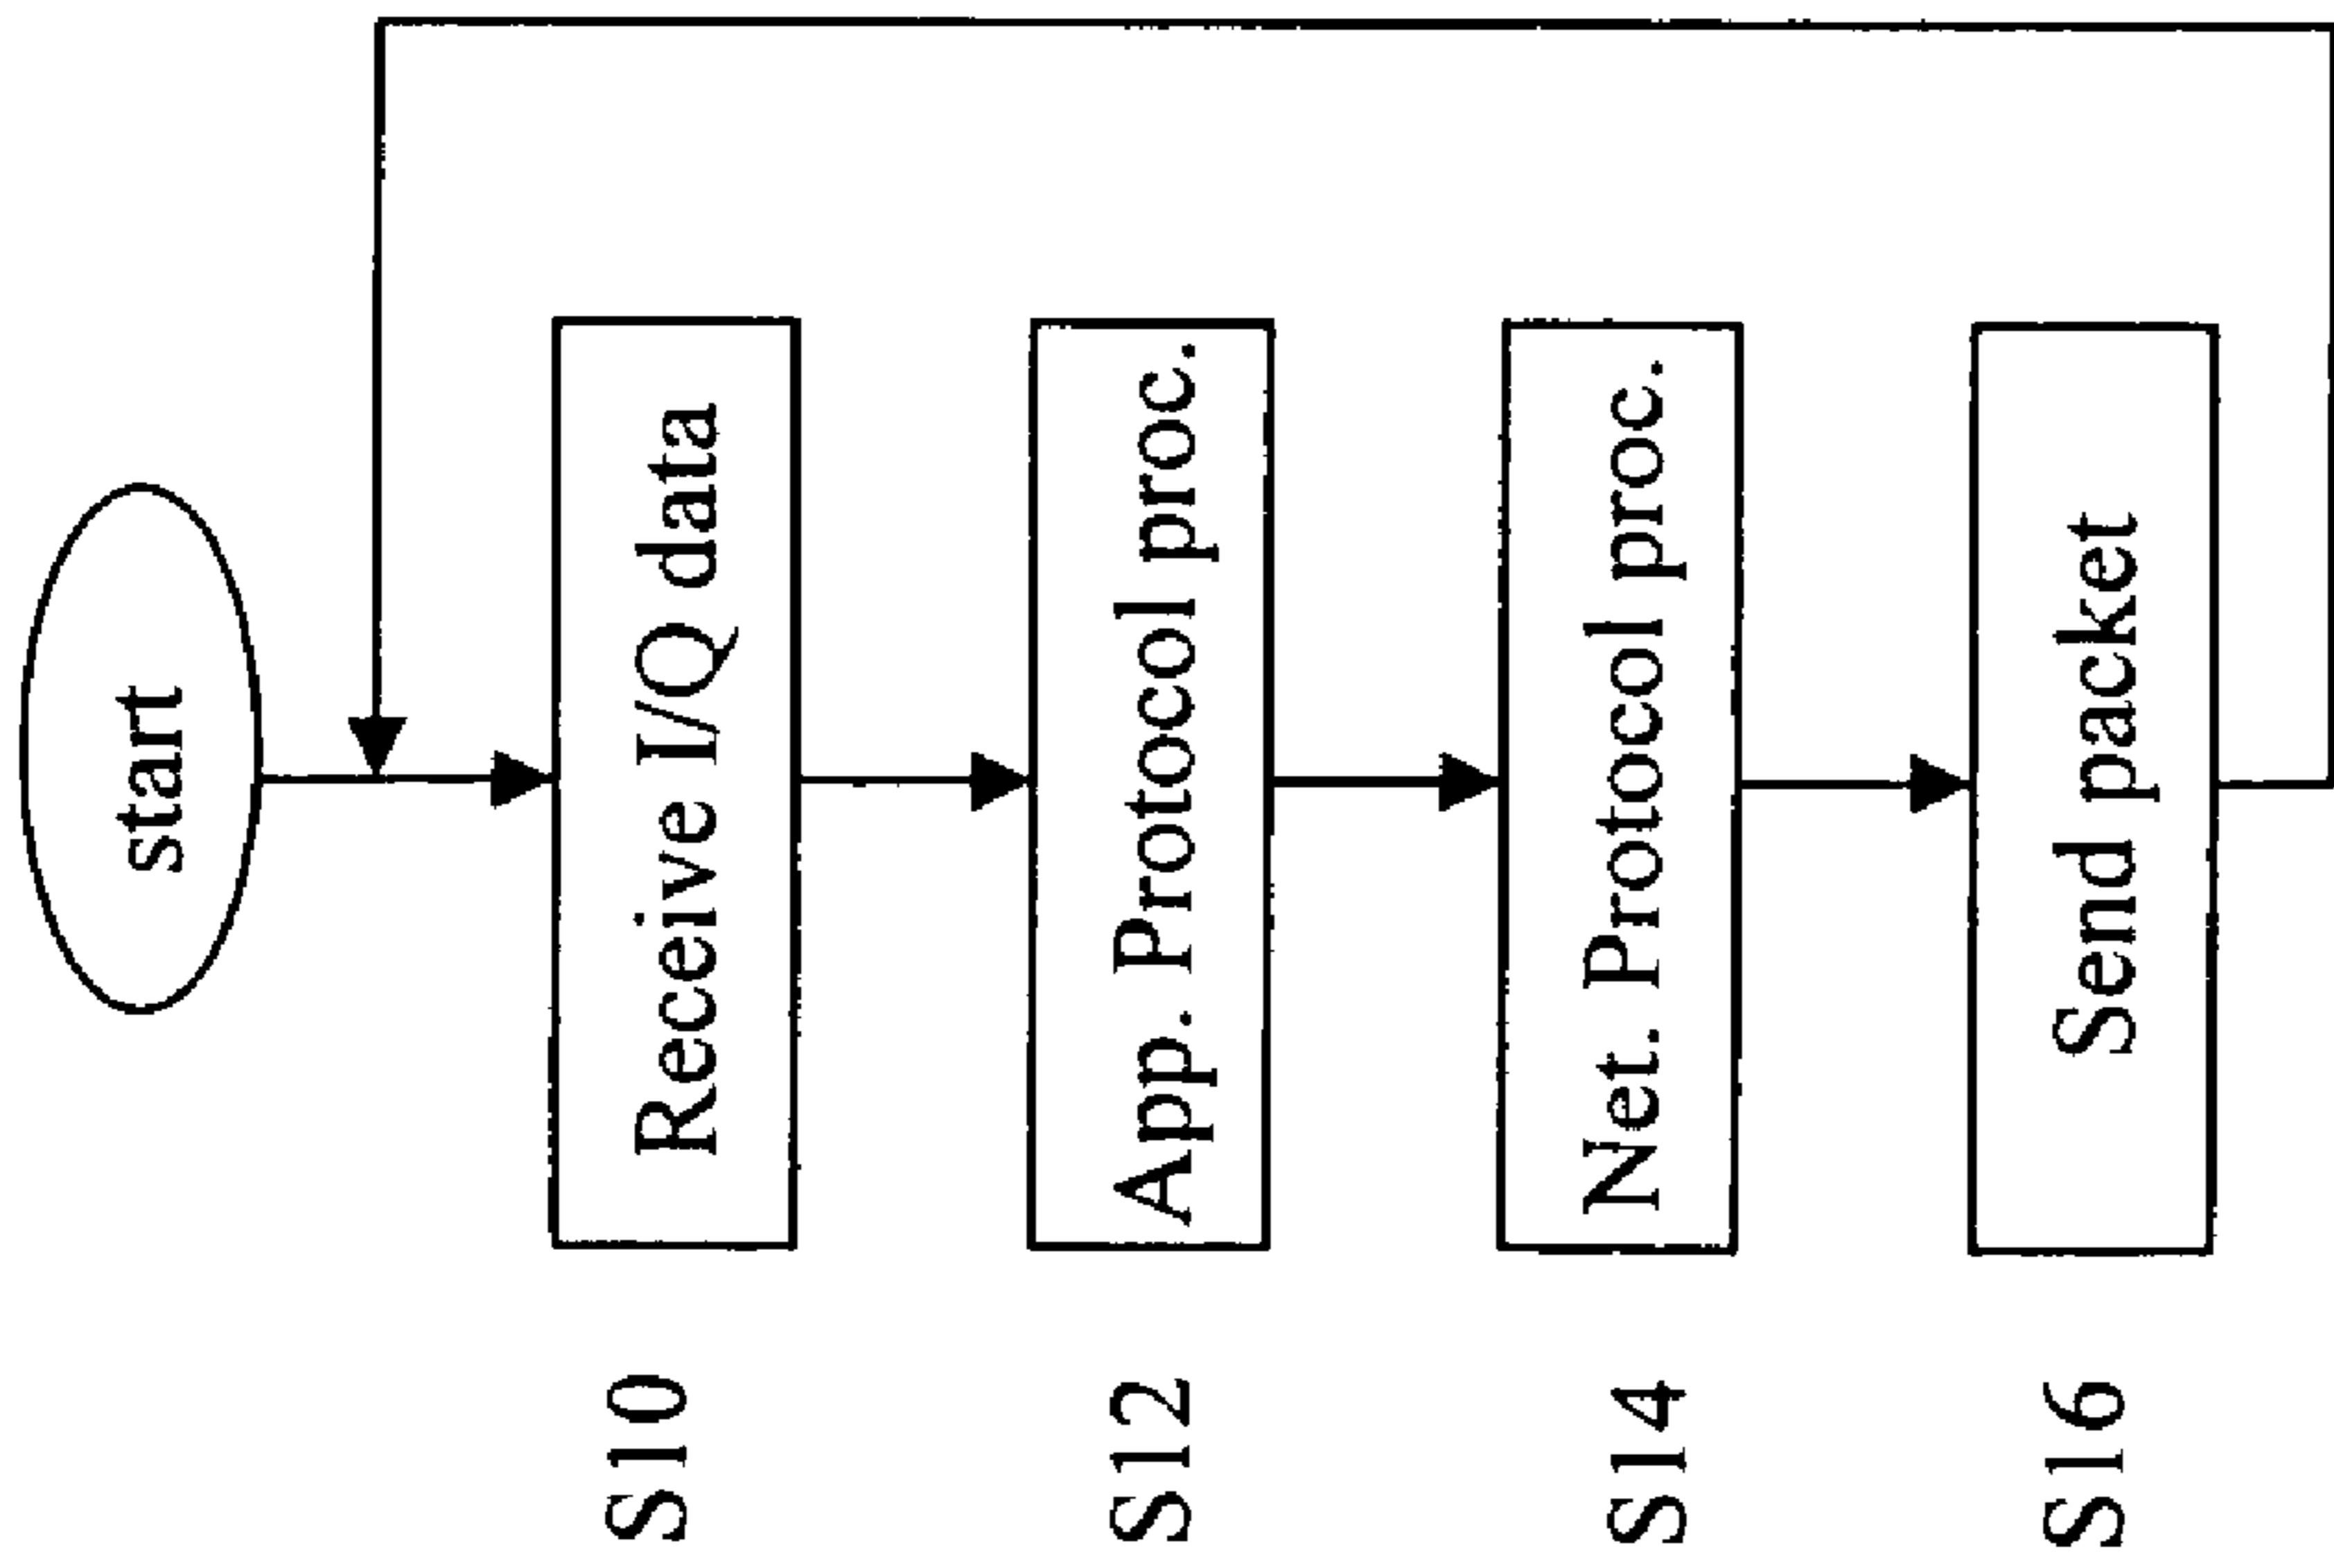 start
S10
Receive I/Q data
S12
App. Protocol proc.
S14
Net. Protocol proc.
S16
Send packet